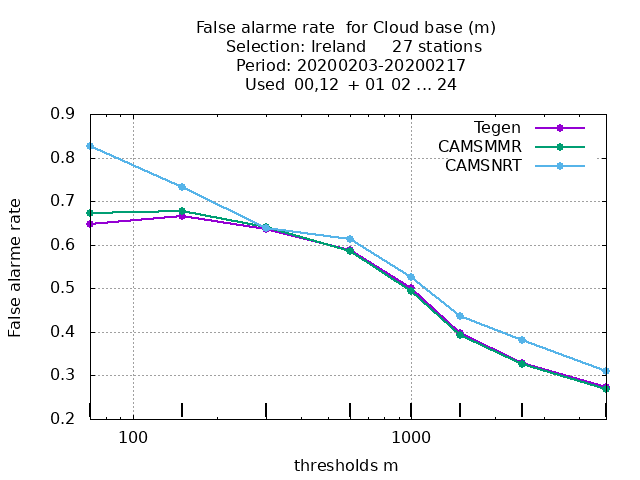 False alarme rate  for Cloud base (m)
Selection: Ireland     27 stations
Period: 20200203-20200217
Used  00,12  + 01 02 ... 24
Tegen
CAMSMMR
CAMSNRT
False alarme rate
0.9
0.8
0.7
0.6
0.5
0.4
0.3
0.2
100
1000
thresholds m